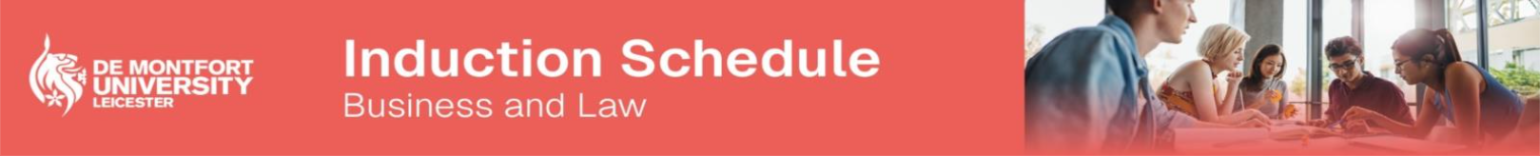 DE MONTFORT
UNIVERSITY
LEICESTER
Induction Schedule
Business and Law